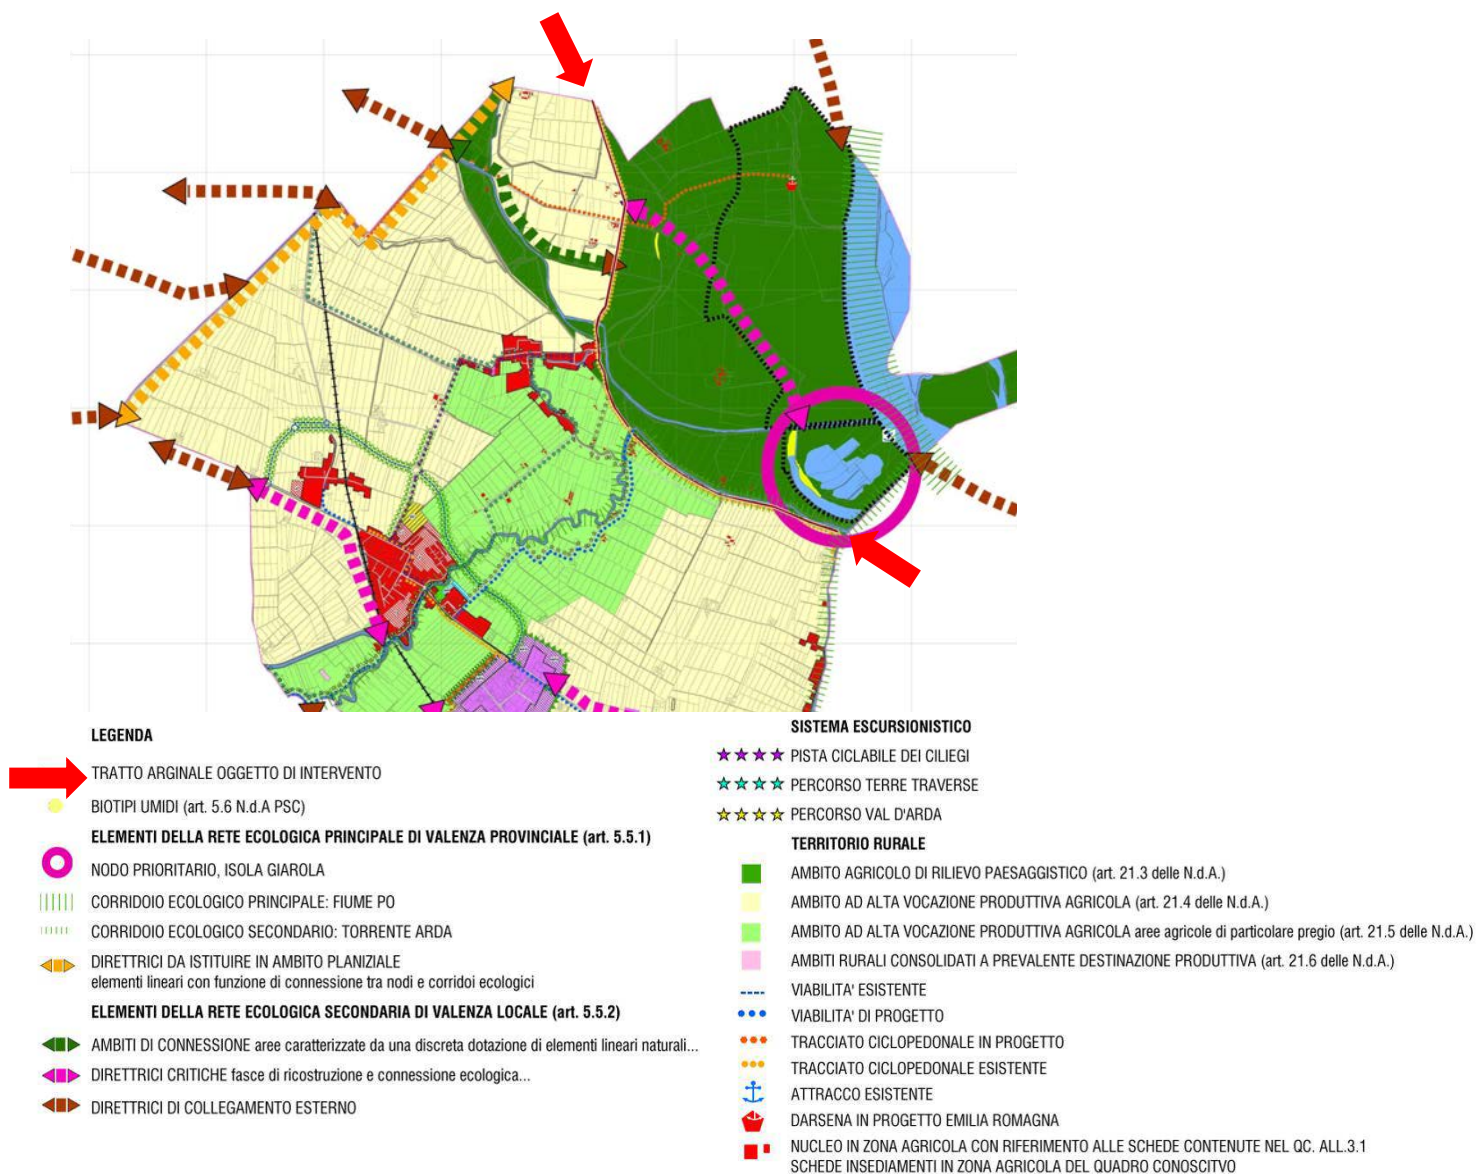 LEGENDA
TRATTO ARGINALE OGGETTO DI INTERVENTO
BIOTIPI UMIDI (art. 5.6 N.d.A PSC)
ELEMENTI DELLA RETE ECOLOGICA PRINCIPALE DI VALENZA PROVINCIALE (art. 5.5.1)
NODO PRIORITARIO, ISOLA GIAROLA
CORRIDOIO ECOLOGICO PRINCIPALE: FIUME PO
CORRIDOIO ECOLOGICO SECONDARIO: TORRENTE ARDA
DIRETTRICI DA ISTITUIRE IN AMBITO PLANIZIALE
elementi lineari con funzione di connessione tra nodi e corridoi ecologici
ELEMENTI DELLA RETE ECOLOGICA SECONDARIA DI VALENZA LOCALE (art. 5.5.2)
AMBITI DI CONNESSIONE aree caratterizzate da una discreta dotazione di elementi lineari naturali...
DIRETTRICI CRITICHE fasce di ricostruzione e connessione ecologica...
DIRETTRICI DI COLLEGAMENTO ESTERNO
SISTEMA ESCURSIONISTICO
PISTA CICLABILE DEI CILIEGI
PERCORSO TERRE TRAVERSE
PERCORSO VAL D'ARDA
TERRITORIO RURALE
AMBITO AGRICOLO DI RILIEVO PAESAGGISTICO (art. 21.3 delle N.d.A.)
AMBITO AD ALTA VOCAZIONE PRODUTTIVA AGRICOLA (art. 21.4 delle N.d.A.)
AMBITO AD ALTA VOCAZIONE PRODUTTIVA AGRICOLA aree agricole di particolare pregio (art. 21.5 delle N.d.A.)
AMBITI RURALI CONSOLIDATI A PREVALENTE DESTINAZIONE PRODUTTIVA (art. 21.6 delle N.d.A.)
VIABILITA' ESISTENTE
VIABILITA' DI PROGETTO
TRACCIATO CICLOPEDONALE IN PROGETTO
TRACCIATO CICLOPEDONALE ESISTENTE
ATTRACCO ESISTENTE
DARSENA IN PROGETTO EMILIA ROMAGNA
NUCLEO IN ZONA AGRICOLA CON RIFERIMENTO ALLE SCHEDE CONTENUTE NEL QC. ALL.3.1
SCHEDE INSEDIAMENTI IN ZONA AGRICOLA DEL QUADRO CONOSCITVO